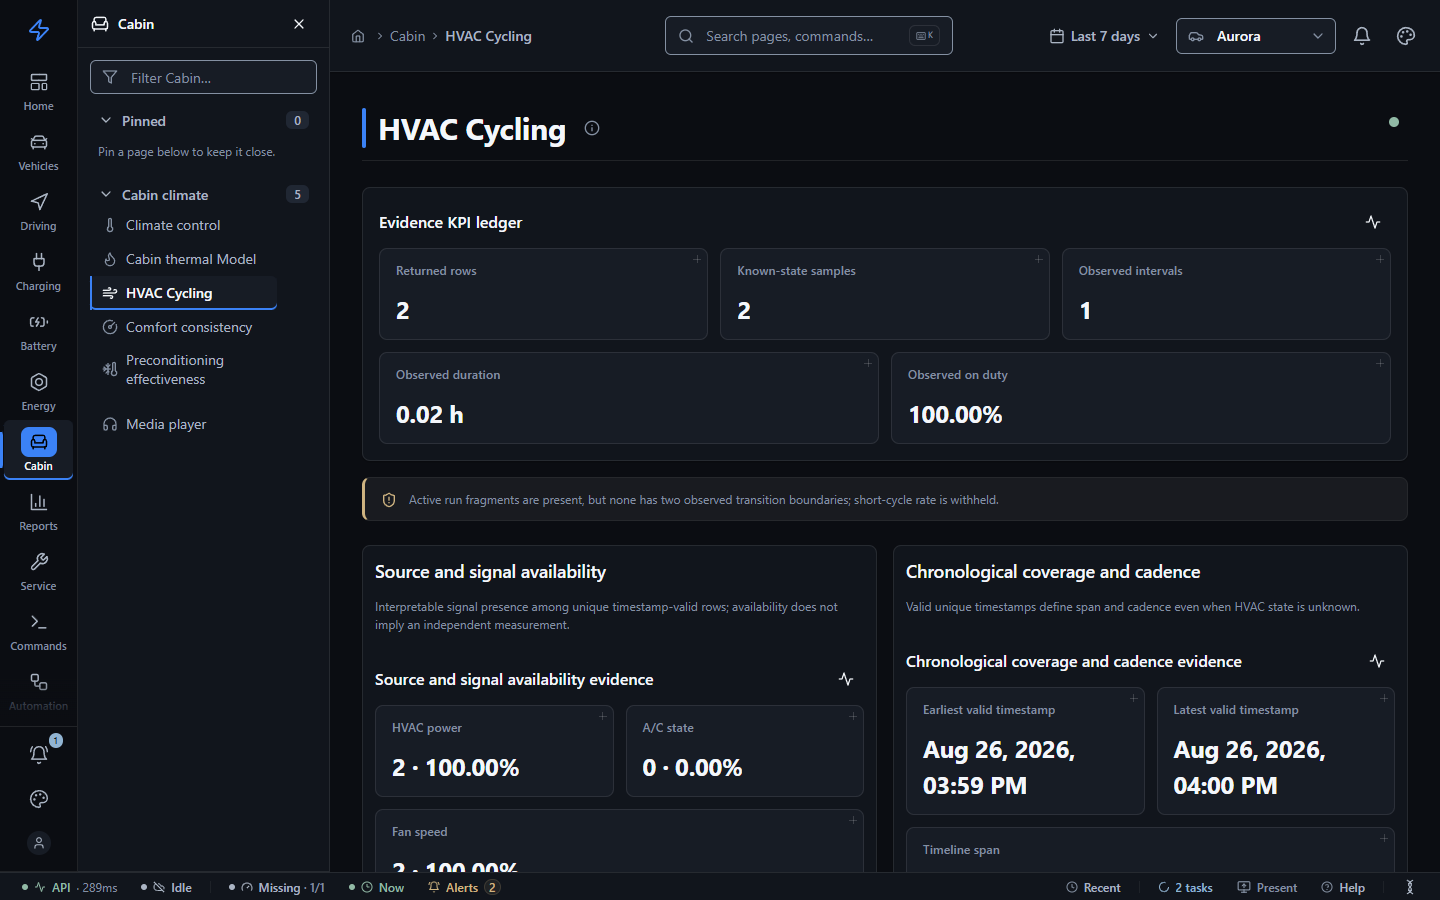 Cabin
Home
Vehicles
Driving
Charging
Battery
Energy
Cabin
Reports
Service
Commands
Automation
1
Filter Cabin...
Pinned
0
Pin a page below to keep it close.
Cabin climate
5
Climate control
Cabin thermal Model
HVAC Cycling
Comfort consistency
Preconditioning
effectiveness
Media player
Cabin
HVAC Cycling
Search pages, commands...
K
Last 7 days
Aurora
HVAC Cycling
Evidence KPI ledger
Returned rows
2
Known-state samples
2
Observed intervals
1
Observed duration
0.02 h
Observed on duty
100.00%
Active run fragments are present, but none has two observed transition boundaries; short-cycle rate is withheld.
Source and signal availability
Interpretable signal presence among unique timestamp-valid rows; availability does not
imply an independent measurement.
Source and signal availability evidence
HVAC power
2 · 100.00%
A/C state
0 · 0.00%
Fan speed
2 · 100.00%
Chronological coverage and cadence
Valid unique timestamps define span and cadence even when HVAC state is unknown.
Chronological coverage and cadence evidence
Earliest valid timestamp
Aug 26, 2026,
03:59 PM
Latest valid timestamp
Aug 26, 2026,
04:00 PM
Timeline span
API · 289ms
Idle
Missing · 1/1
Now
Alerts 2
Recent
2 tasks
Present
Help